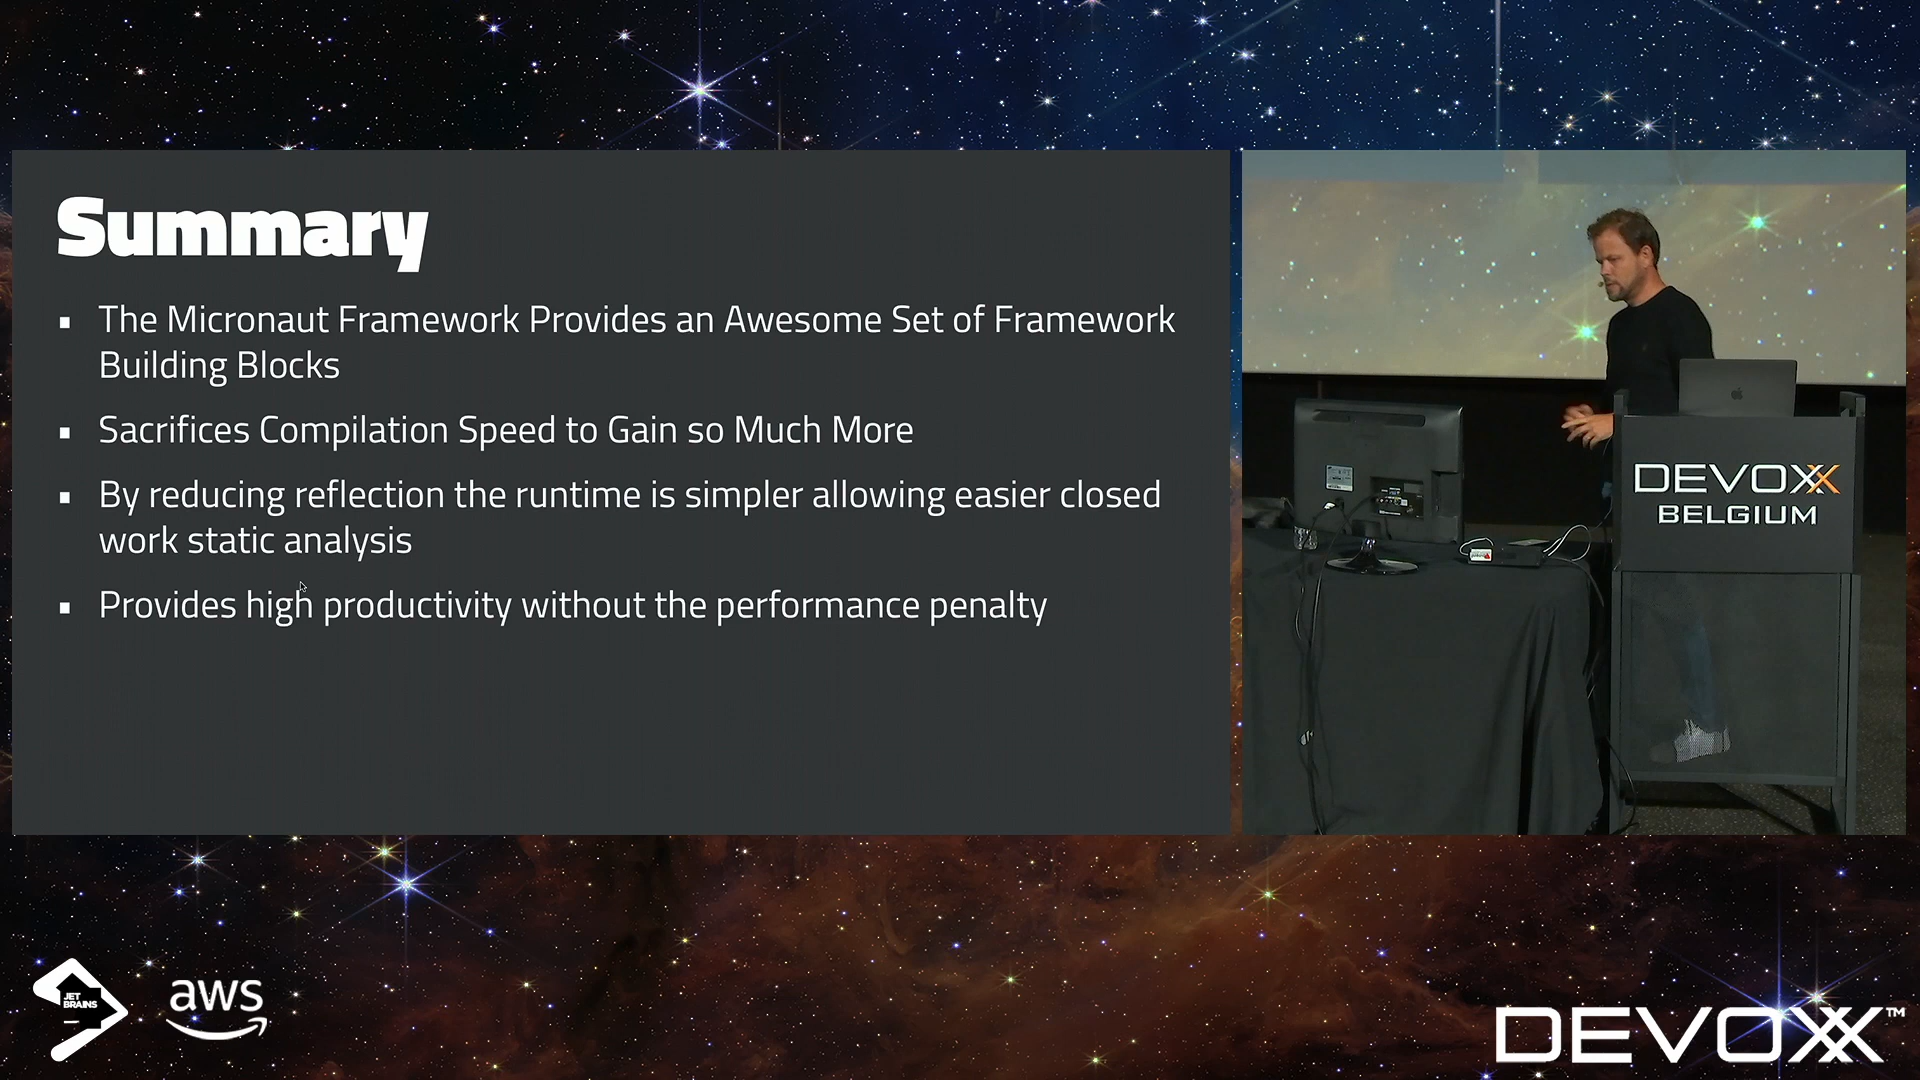 Summary
▪ The Micronaut Framework Provides an Awesome Set of Framework
Building Blocks
▪ Sacrifices Compilation Speed to Gain so Much More
▪ By reducing reflection the runtime is simpler allowing easier closed
work static analysis
▪ Provides high productivity without the performance penalty
DEVOXX
BELGIUM
JET
BRAINS
aws
DEVOXX™